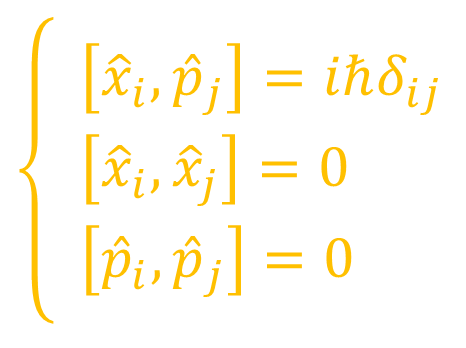 [x̂ᵢ, p̂ⱼ] = iħδᵢⱼ
[x̂ᵢ, x̂ⱼ] = 0
[p̂ᵢ, p̂ⱼ] = 0